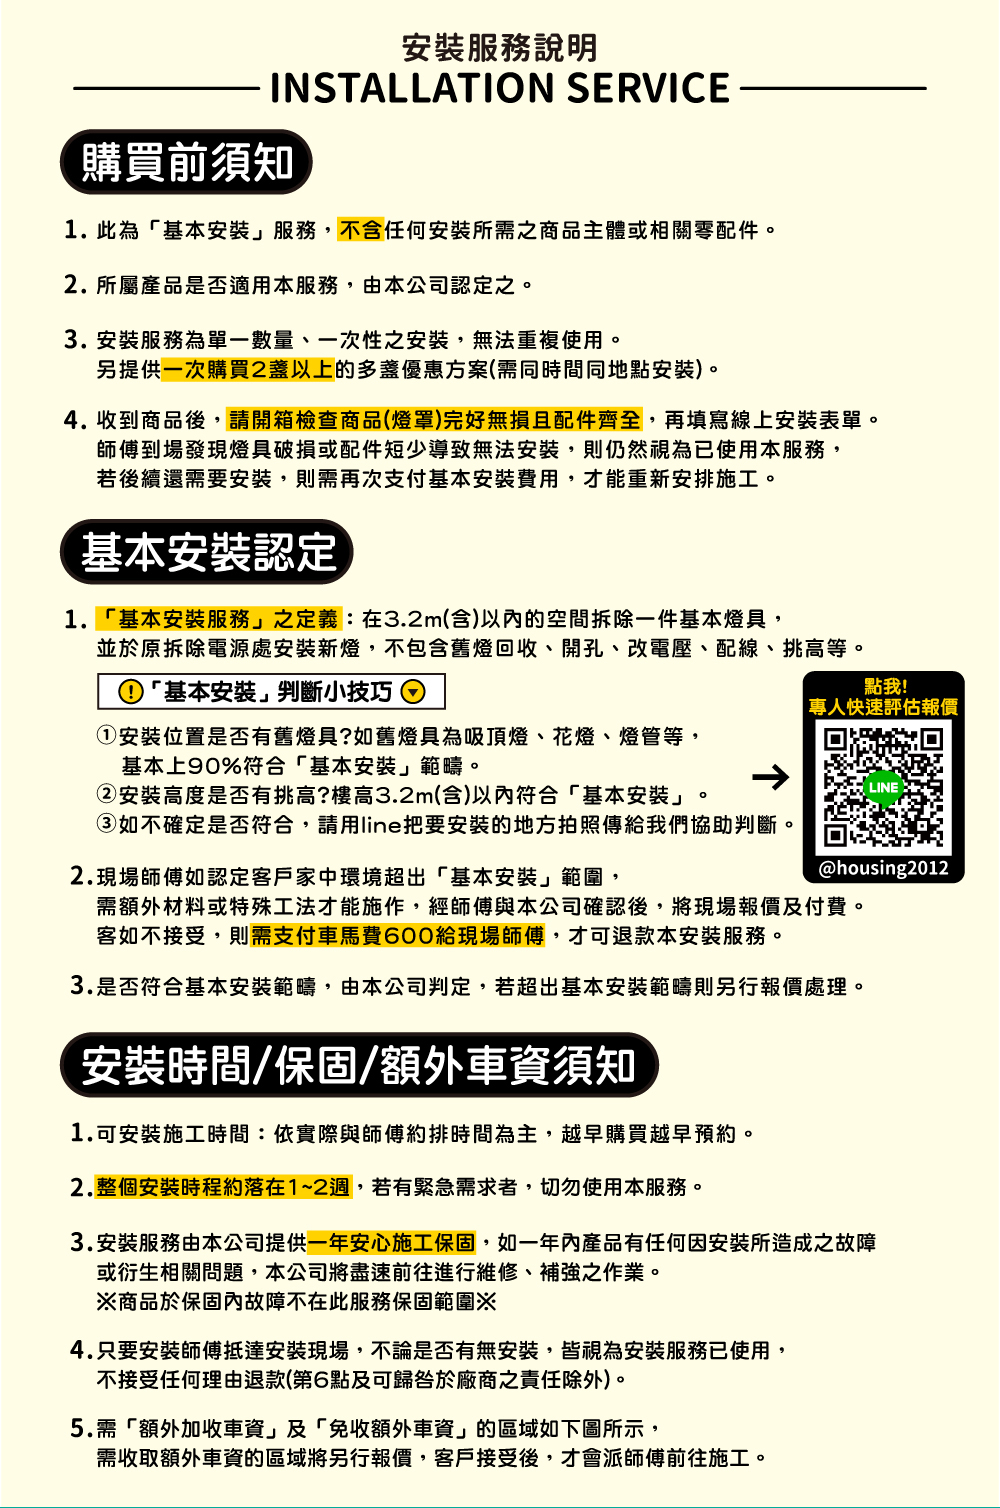 安裝服務說明
INSTALLATION SERVICE
購買前須知
1. 此為「基本安裝」服務，不含任何安裝所需之商品主體或相關零配件。
2. 所屬產品是否適用本服務，由本公司認定之。
3. 安裝服務為單一數量、一次性之安裝，無法重複使用。
另提供一次購買2盞以上的多盞優惠方案(需同時間同地點安裝)。
4. 收到商品後，請開箱檢查商品(燈罩)完好無損且配件齊全，再填寫線上安裝表單。
師傅到場發現燈具破損或配件短少導致無法安裝，則仍然視為已使用本服務，
若後續還需要安裝，則需再次支付基本安裝費用，才能重新安排施工。
基本安裝認定
1. 「基本安裝服務」之定義：在3.2m(含)以內的空間拆除一件基本燈具，
並於原拆除電源處安裝新燈，不包含舊燈回收、開孔、改電壓、配線、挑高等。
!「基本安裝」判斷小技巧
①安裝位置是否有舊燈具?如舊燈具為吸頂燈、花燈、燈管等，
基本上90%符合「基本安裝」範疇。
②安裝高度是否有挑高?樓高3.2m(含)以內符合「基本安裝」。
③如不確定是否符合，請用line把要安裝的地方拍照傳給我們協助判斷。
→
點我!
專人快速評估報價
LINE
@housing2012
2.現場師傅如認定客戶家中環境超出「基本安裝」範圍，
需額外材料或特殊工法才能施作，經師傅與本公司確認後，將現場報價及付費。
客如不接受，則需支付車馬費600給現場師傅，才可退款本安裝服務。
3.是否符合基本安裝範疇，由本公司判定，若超出基本安裝範疇則另行報價處理。
安裝時間/保固/額外車資須知
1.可安裝施工時間：依實際與師傅約排時間為主，越早購買越早預約。
2.整個安裝時程約落在1~2週，若有緊急需求者，切勿使用本服務。
3.安裝服務由本公司提供一年安心施工保固，如一年內產品有任何因安裝所造成之故障
或衍生相關問題，本公司將盡速前往進行維修、補強之作業。
※商品於保固內故障不在此服務保固範圍※
4.只要安裝師傅抵達安裝現場，不論是否有無安裝，皆視為安裝服務已使用，
不接受任何理由退款(第6點及可歸咎於廠商之責任除外)。
5.需「額外加收車資」及「免收額外車資」的區域如下圖所示，
需收取額外車資的區域將另行報價，客戶接受後，才會派師傅前往施工。